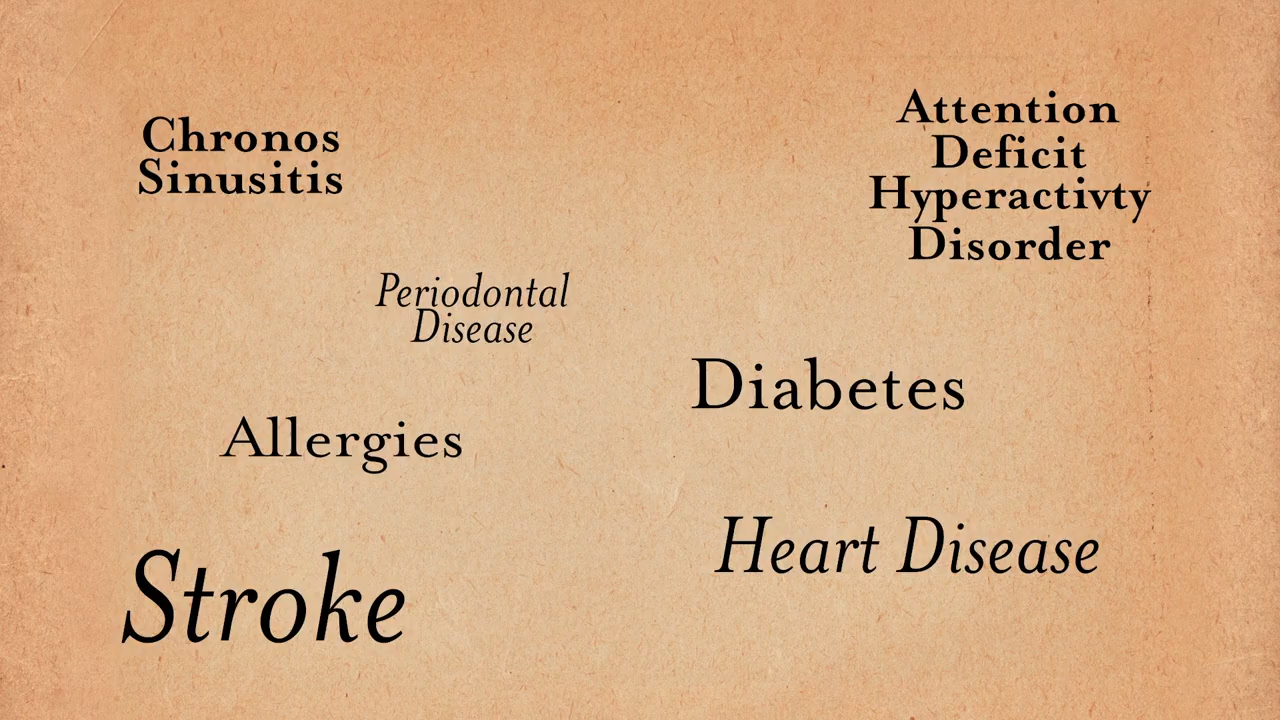 Chronos
Sinusitis
Attention
Deficit
Hyperactivty
Disorder
Periodontal
Disease
Diabetes
Allergies
Heart Disease
Stroke